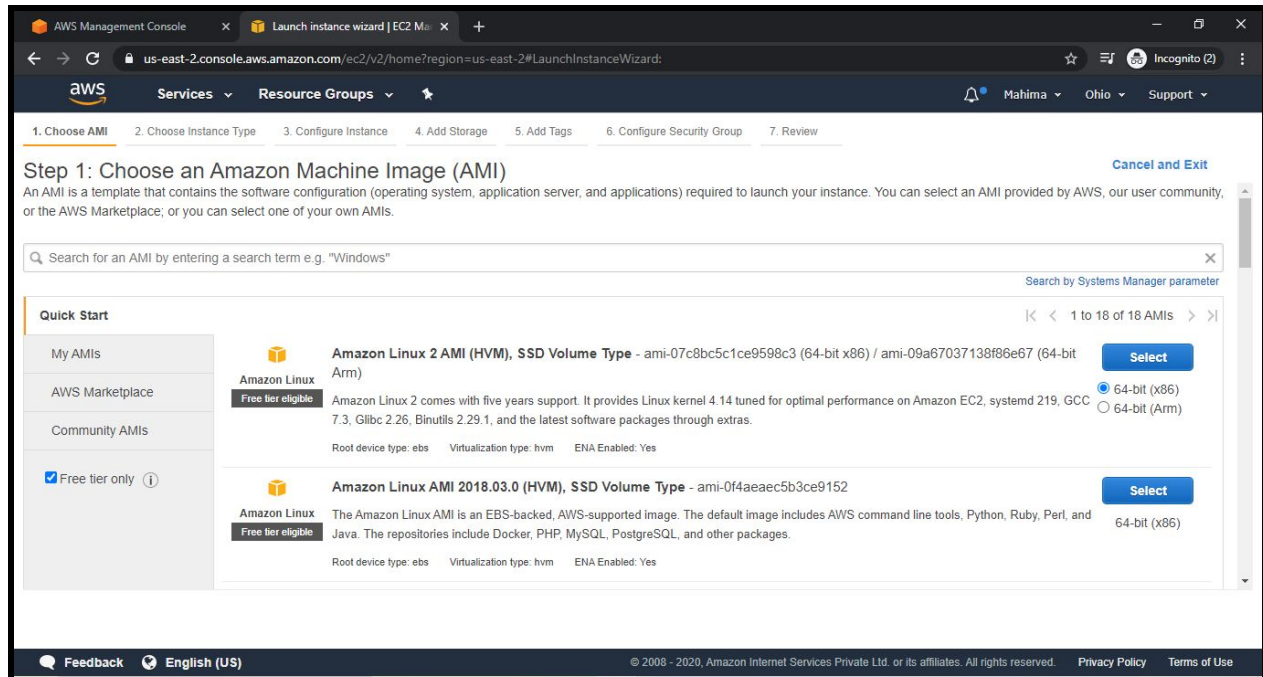 AWS Management Console
Launch instance wizard | EC2 Ma
us-east-2.console.aws.amazon.com/ec2/v2/home?region=us-east-2#LaunchInstanceWizard:
Incognito (2)
aws
Services
Resource Groups
Mahima
Ohio
Support
1. Choose AMI
2. Choose Instance Type
3. Configure Instance
4. Add Storage
5. Add Tags
6. Configure Security Group
7. Review
Step 1: Choose an Amazon Machine Image (AMI)
Cancel and Exit
An AMI is a template that contains the software configuration (operating system, application server, and applications) required to launch your instance. You can select an AMI provided by AWS, our user community,
or the AWS Marketplace; or you can select one of your own AMIs.
Search for an AMI by entering a search term e.g. "Windows"
Search by Systems Manager parameter
Quick Start
1 to 18 of 18 AMIs
My AMIs
AWS Marketplace
Community AMIs
Free tier only
Amazon Linux
Free tier eligible
Amazon Linux 2 AMI (HVM), SSD Volume Type - ami-07c8bc5c1ce9598c3 (64-bit x86) / ami-09a67037138f86e67 (64-bit
Arm)
Amazon Linux 2 comes with five years support. It provides Linux kernel 4.14 tuned for optimal performance on Amazon EC2, systemd 219, GCC
7.3, Glibc 2.26, Binutils 2.29.1, and the latest software packages through extras.
Root device type: ebs Virtualization type: hvm ENA Enabled: Yes
Select
64-bit (x86)
64-bit (Arm)
Amazon Linux
Free tier eligible
Amazon Linux AMI 2018.03.0 (HVM), SSD Volume Type - ami-0f4aeaec5b3ce9152
The Amazon Linux AMI is an EBS-backed, AWS-supported image. The default image includes AWS command line tools, Python, Ruby, Perl, and
Java. The repositories include Docker, PHP, MySQL, PostgreSQL, and other packages.
Root device type: ebs Virtualization type: hvm ENA Enabled: Yes
Select
64-bit (x86)
Feedback
English (US)
© 2008 - 2020, Amazon Internet Services Private Ltd. or its affiliates. All rights reserved.
Privacy Policy
Terms of Use